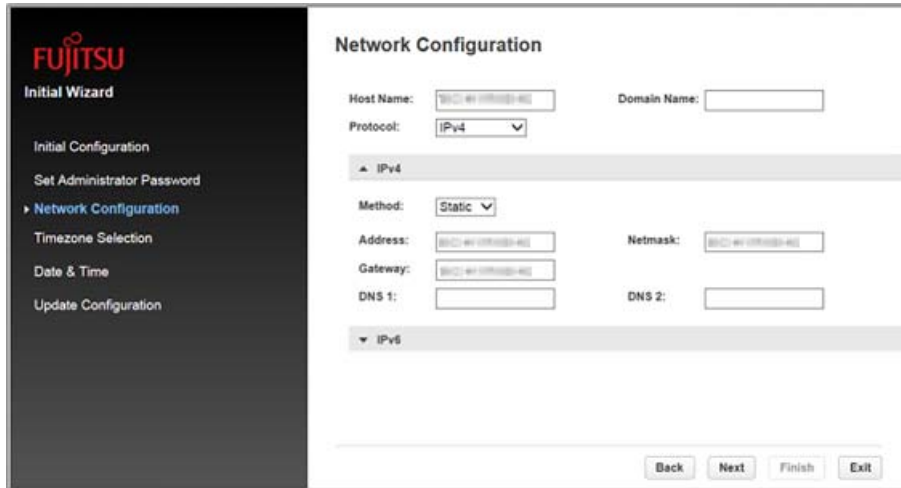 FUJITSU
Initial Wizard
Initial Configuration
Set Administrator Password
Network Configuration
Timezone Selection
Date & Time
Update Configuration
Network Configuration
Host Name: Domain Name:
Protocol: IPv4
IPv4
Method: Static
Address: Netmask:
Gateway:
DNS 1: DNS 2:
IPv6
Back Next Finish Exit